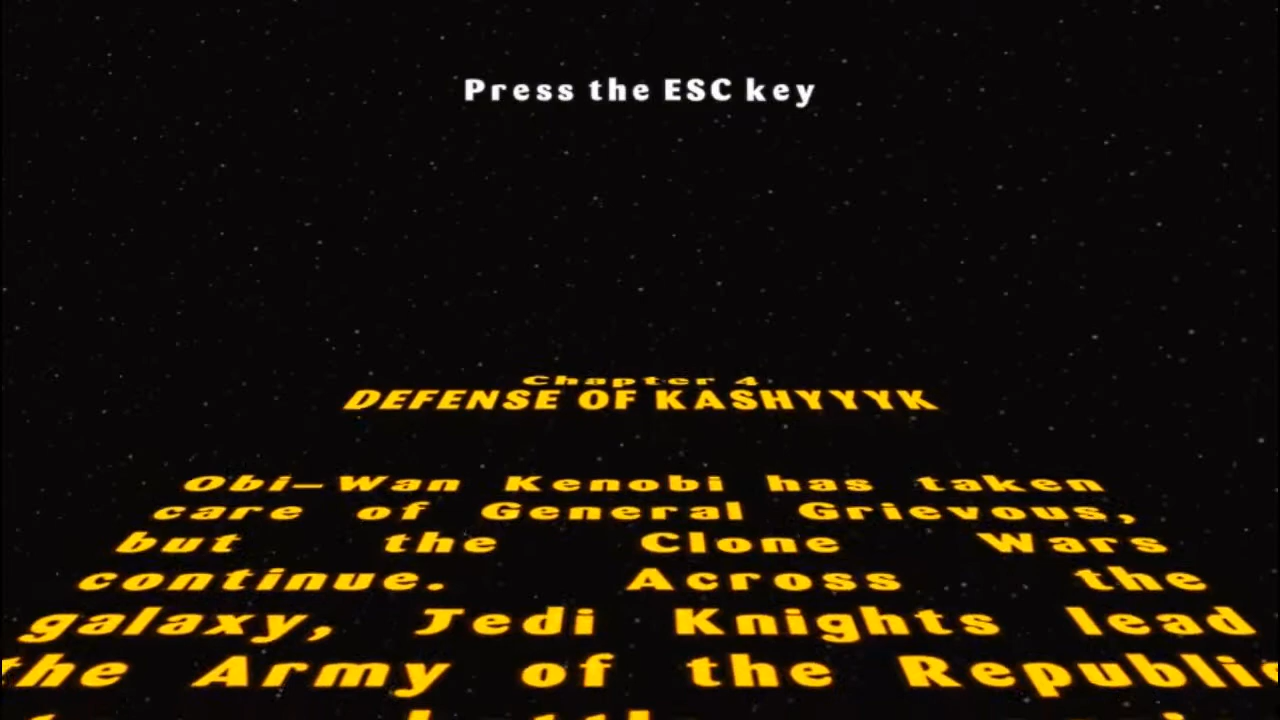 Press the ESC key
Chapter 4
DEFENSE OF KASHYYYK
Obi-Wan Kenobi has taken
care of General Grievous,
but the Clone Wars
continue. Across the
galaxy, Jedi Knights lead
the Army of the Republic